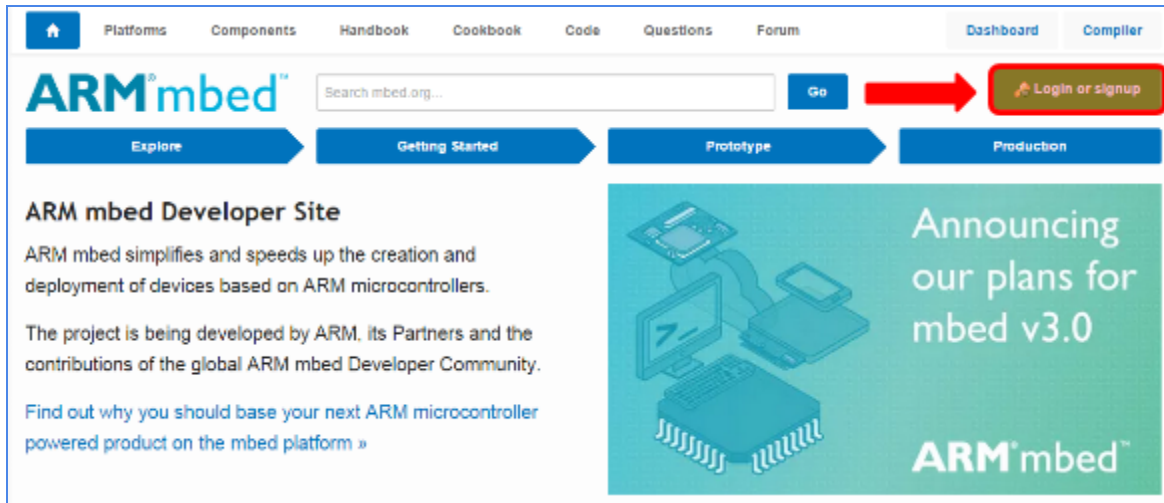 Platforms Components Handbook Cookbook Code Questions Forum Dashboard Compiler
ARM®mbed™
Search mbed.org...
Go
Login or signup
Explore Getting Started Prototype Production
ARM mbed Developer Site
ARM mbed simplifies and speeds up the creation and
deployment of devices based on ARM microcontrollers.
The project is being developed by ARM, its Partners and the
contributions of the global ARM mbed Developer Community.
Find out why you should base your next ARM microcontroller
powered product on the mbed platform »
Announcing
our plans for
mbed v3.0
ARM®mbed™